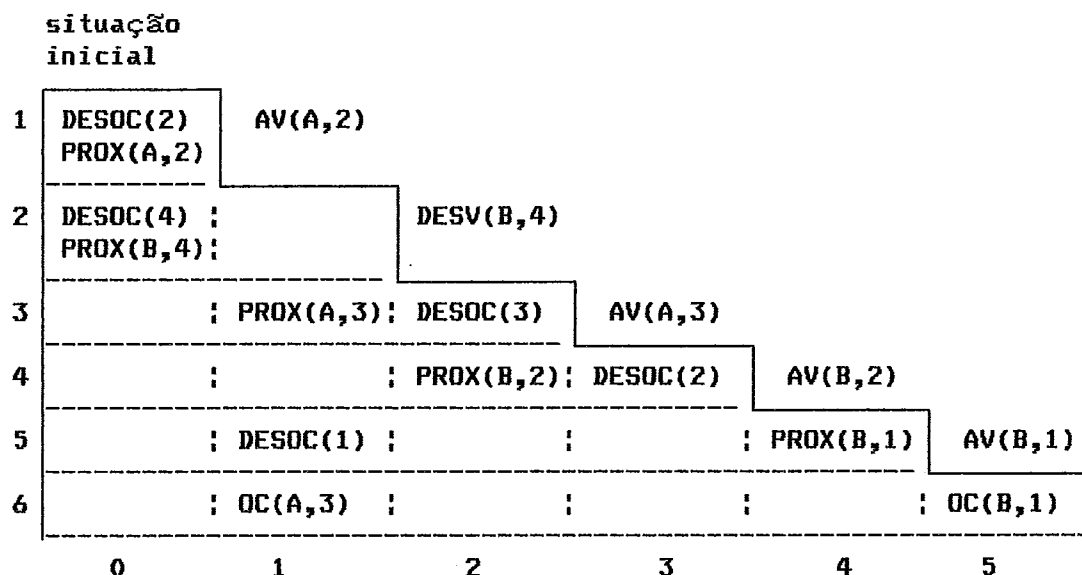 situação
inicial
1 DESOC(2) AV(A,2)
PROX(A,2)
2 DESOC(4) DESV(B,4)
PROX(B,4)
3 PROX(A,3) DESOC(3) AV(A,3)
4 PROX(B,2) DESOC(2) AV(B,2)
5 DESOC(1) PROX(B,1) AV(B,1)
6 OC(A,3) OC(B,1)
0 1 2 3 4 5